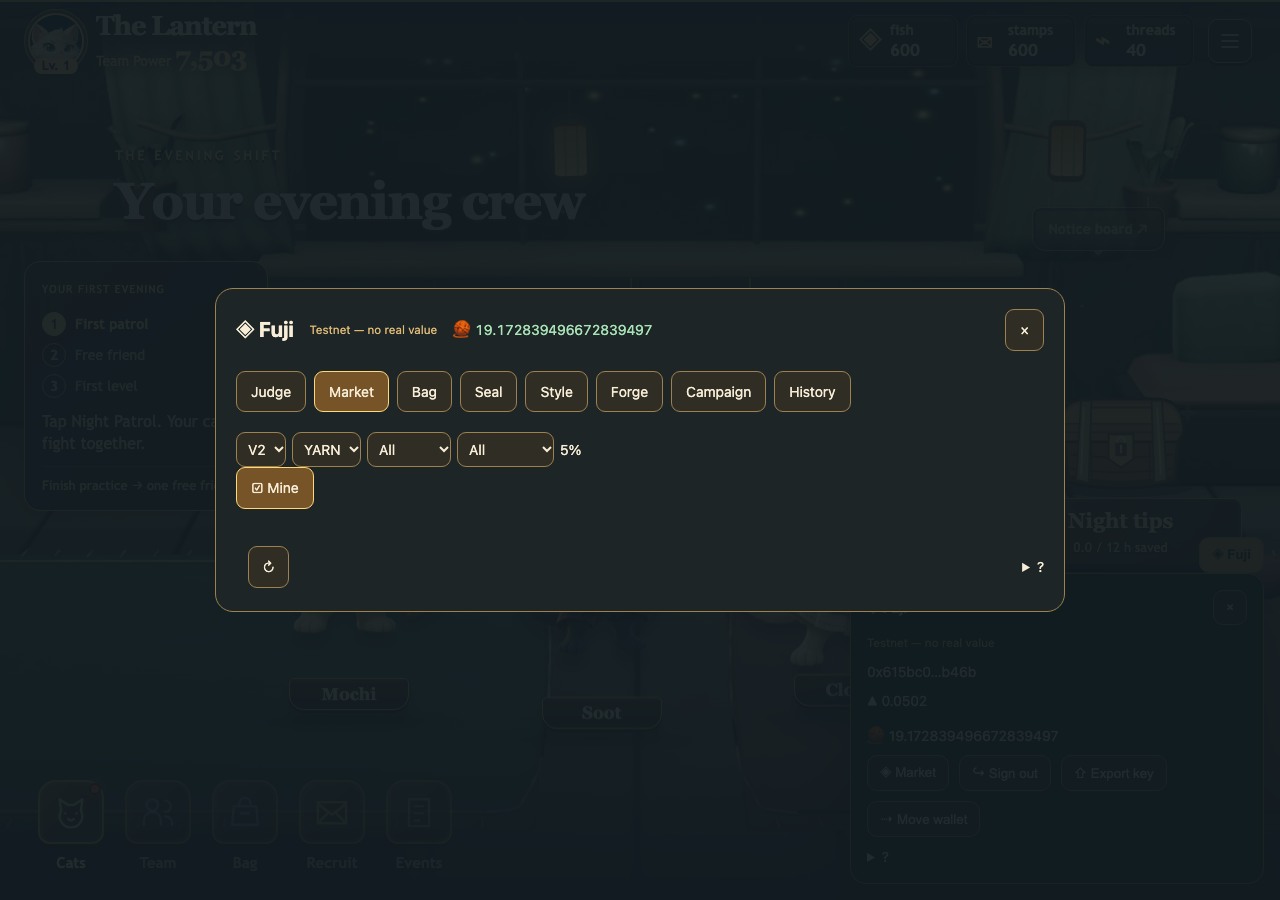 The Lantern
Lv. 1
Team Power 7,503
fish
600
stamps
600
threads
40
THE EVENING SHIFT
Your evening crew
Notice board ↗
YOUR FIRST EVENING
1 First patrol
2 Free friend
3 First level
Tap Night Patrol. Your ca
fight together.
Finish practice → one free fri
◈ Fuji
Testnet — no real value
19.172839496672839497
×
Judge
Market
Bag
Seal
Style
Forge
Campaign
History
V2
YARN
All
All
5%
☑ Mine
↻
▶ ?
Night tips
0.0 / 12 h saved
◈ Fuji
×
Testnet — no real value
0x615bc0…b46b
▲ 0.0502
19.172839496672839497
◈ Market
↪ Sign out
⇧ Export key
→ Move wallet
▶ ?
Mochi
Soot
Clo
Cats
Team
Bag
Recruit
Events